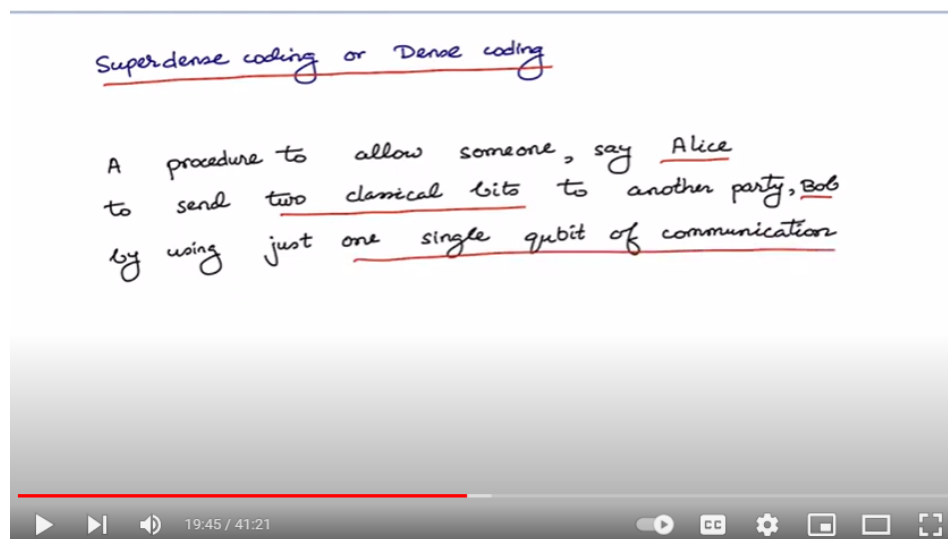 Superdense coding or Dense coding
A procedure to allow someone, say Alice
to send two classical bits to another party, Bob
by using just one single qubit of communication
19:45 / 41:21
CC